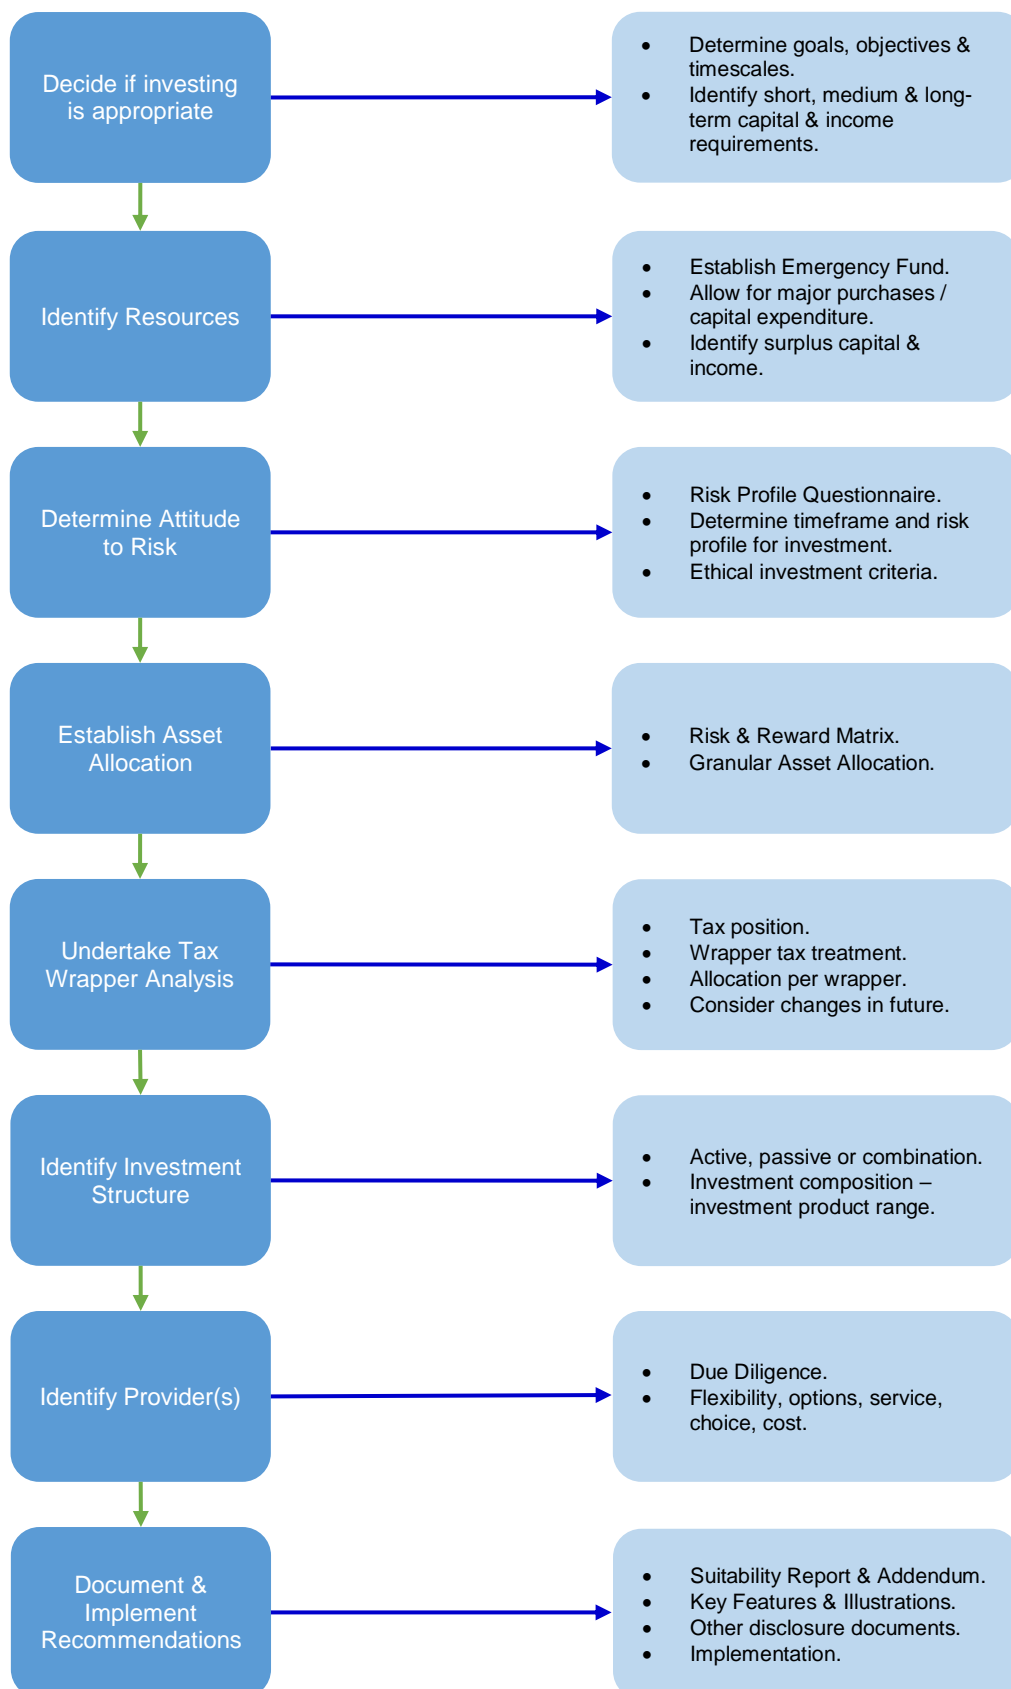 Decide if investing
is appropriate
• Determine goals, objectives &
timescales.
• Identify short, medium & long-
term capital & income
requirements.
Identify Resources
• Establish Emergency Fund.
• Allow for major purchases /
capital expenditure.
• Identify surplus capital &
income.
Determine Attitude
to Risk
• Risk Profile Questionnaire.
• Determine timeframe and risk
profile for investment.
• Ethical investment criteria.
Establish Asset
Allocation
• Risk & Reward Matrix.
• Granular Asset Allocation.
Undertake Tax
Wrapper Analysis
• Tax position.
• Wrapper tax treatment.
• Allocation per wrapper.
• Consider changes in future.
Identify Investment
Structure
• Active, passive or combination.
• Investment composition –
investment product range.
Identify Provider(s)
• Due Diligence.
• Flexibility, options, service,
choice, cost.
Document &
Implement
Recommendations
• Suitability Report & Addendum.
• Key Features & Illustrations.
• Other disclosure documents.
• Implementation.